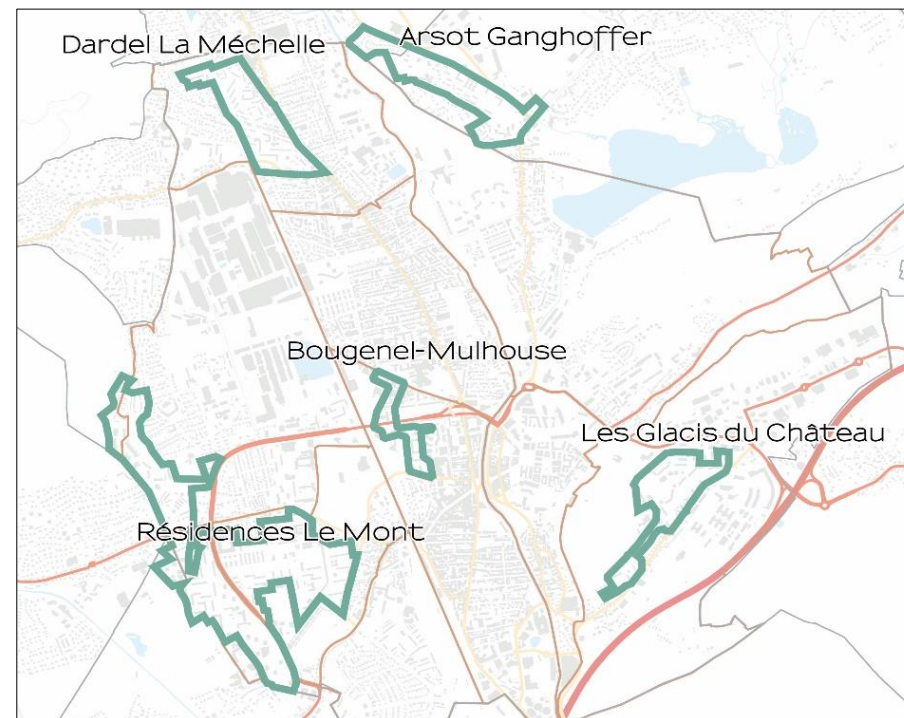 Dardel La Méchelle
Arsot Ganghoffer
Bougenel-Mulhouse
Les Glacis du Château
Résidences Le Mont